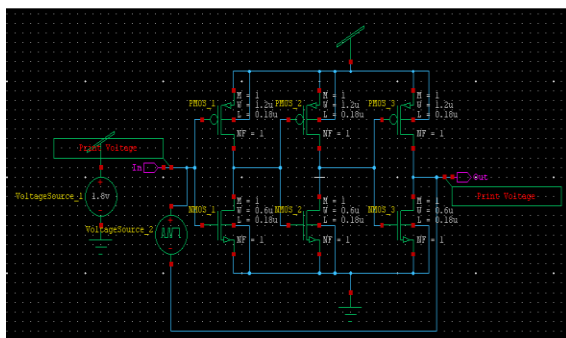 PMOS_1
M = 1
W = 1.2u
L = 0.18u
NF = 1
PMOS_2
M = 1
W = 1.2u
L = 0.18u
NF = 1
PMOS_3
M = 1
W = 1.2u
L = 0.18u
NF = 1
Print Voltage
In
Out
Print Voltage
VoltageSource_1
1.8v
VoltageSource_2
NMOS_1
M = 1
W = 0.6u
L = 0.18u
NF = 1
NMOS_2
M = 1
W = 0.6u
L = 0.18u
NF = 1
NMOS_3
M = 1
W = 0.6u
L = 0.18u
NF = 1